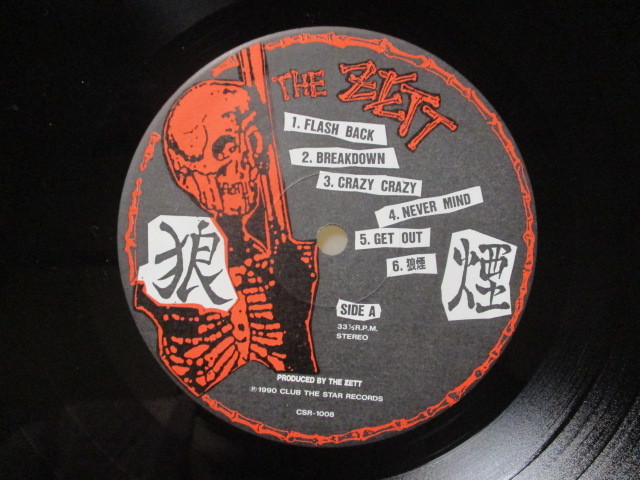 THE ZETT
1. FLASH BACK
2. BREAKDOWN
3. CRAZY CRAZY
4. NEVER MIND
5. GET OUT
6. 狼煙
狼
煙
SIDE A
33⅓R.P.M.
STEREO
PRODUCED BY THE ZETT
℗1990 CLUB THE STAR RECORDS
CSR-1008